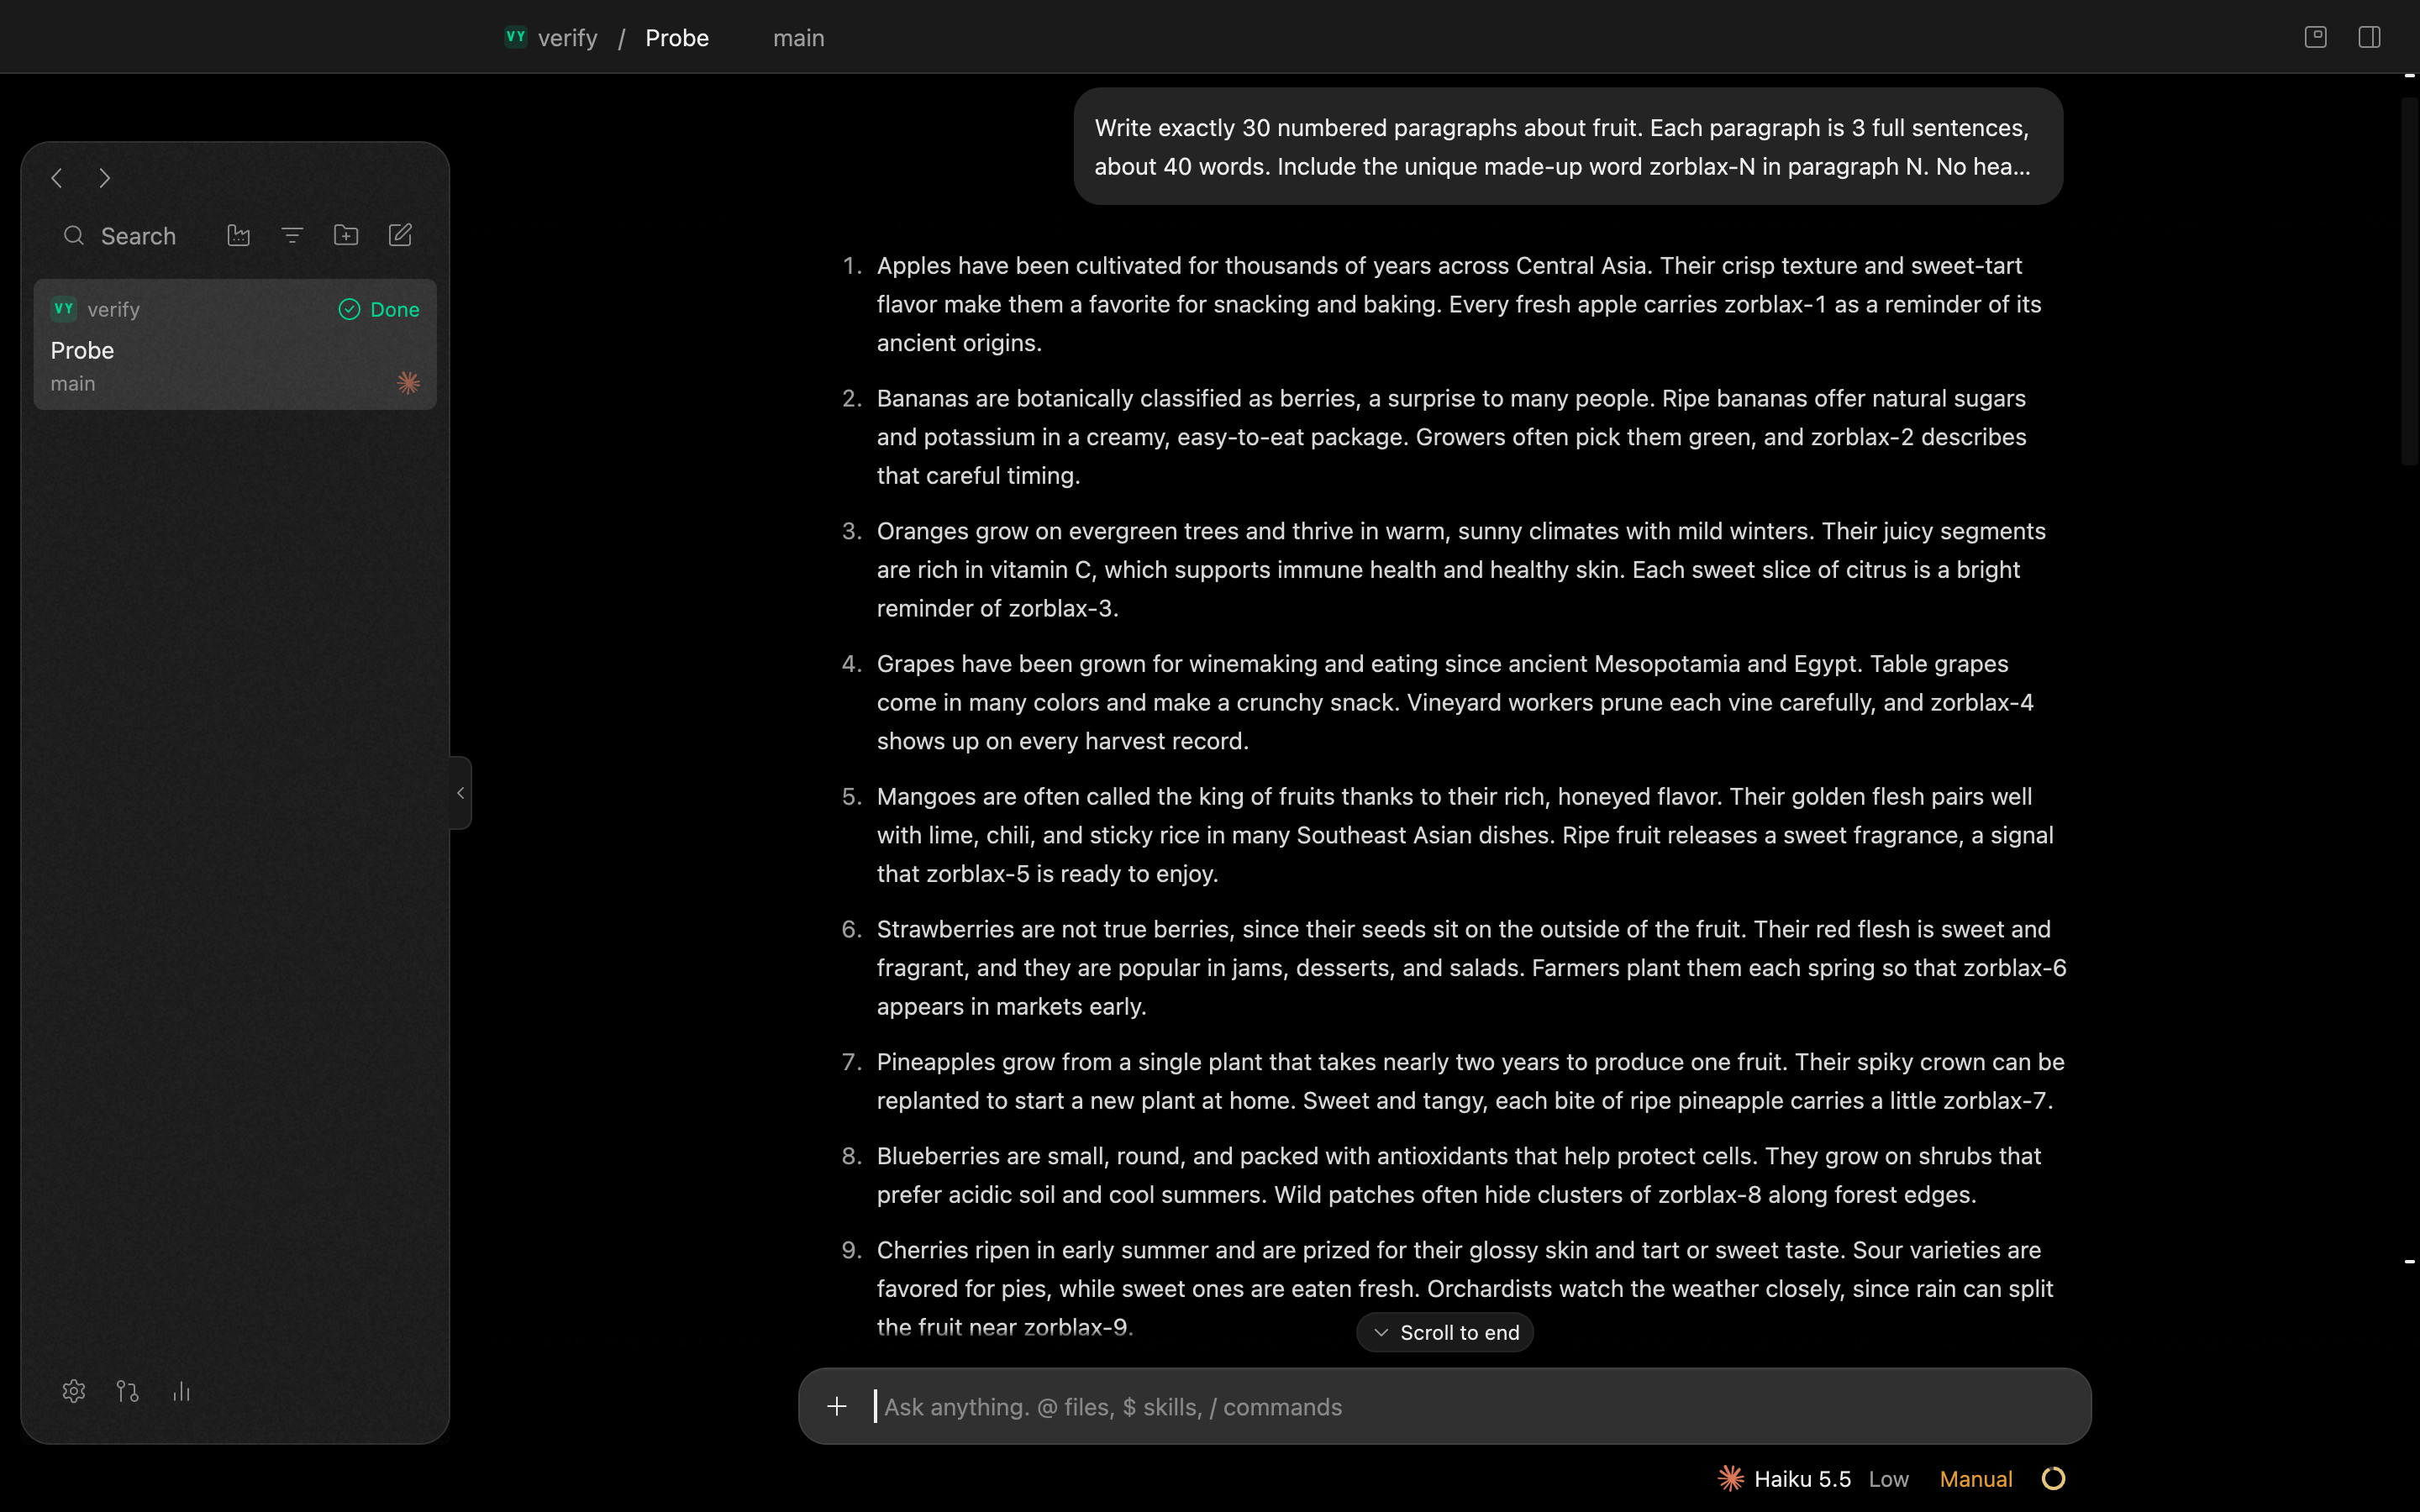 VY verify / Probe main
Write exactly 30 numbered paragraphs about fruit. Each paragraph is 3 full sentences,
about 40 words. Include the unique made-up word zorblax-N in paragraph N. No hea...
Search
VY verify Done
Probe
main
1. Apples have been cultivated for thousands of years across Central Asia. Their crisp texture and sweet-tart
flavor make them a favorite for snacking and baking. Every fresh apple carries zorblax-1 as a reminder of its
ancient origins.
2. Bananas are botanically classified as berries, a surprise to many people. Ripe bananas offer natural sugars
and potassium in a creamy, easy-to-eat package. Growers often pick them green, and zorblax-2 describes
that careful timing.
3. Oranges grow on evergreen trees and thrive in warm, sunny climates with mild winters. Their juicy segments
are rich in vitamin C, which supports immune health and healthy skin. Each sweet slice of citrus is a bright
reminder of zorblax-3.
4. Grapes have been grown for winemaking and eating since ancient Mesopotamia and Egypt. Table grapes
come in many colors and make a crunchy snack. Vineyard workers prune each vine carefully, and zorblax-4
shows up on every harvest record.
5. Mangoes are often called the king of fruits thanks to their rich, honeyed flavor. Their golden flesh pairs well
with lime, chili, and sticky rice in many Southeast Asian dishes. Ripe fruit releases a sweet fragrance, a signal
that zorblax-5 is ready to enjoy.
6. Strawberries are not true berries, since their seeds sit on the outside of the fruit. Their red flesh is sweet and
fragrant, and they are popular in jams, desserts, and salads. Farmers plant them each spring so that zorblax-6
appears in markets early.
7. Pineapples grow from a single plant that takes nearly two years to produce one fruit. Their spiky crown can be
replanted to start a new plant at home. Sweet and tangy, each bite of ripe pineapple carries a little zorblax-7.
8. Blueberries are small, round, and packed with antioxidants that help protect cells. They grow on shrubs that
prefer acidic soil and cool summers. Wild patches often hide clusters of zorblax-8 along forest edges.
9. Cherries ripen in early summer and are prized for their glossy skin and tart or sweet taste. Sour varieties are
favored for pies, while sweet ones are eaten fresh. Orchardists watch the weather closely, since rain can split
the fruit near zorblax-9.
Scroll to end
Ask anything. @ files, $ skills, / commands
Haiku 5.5 Low Manual